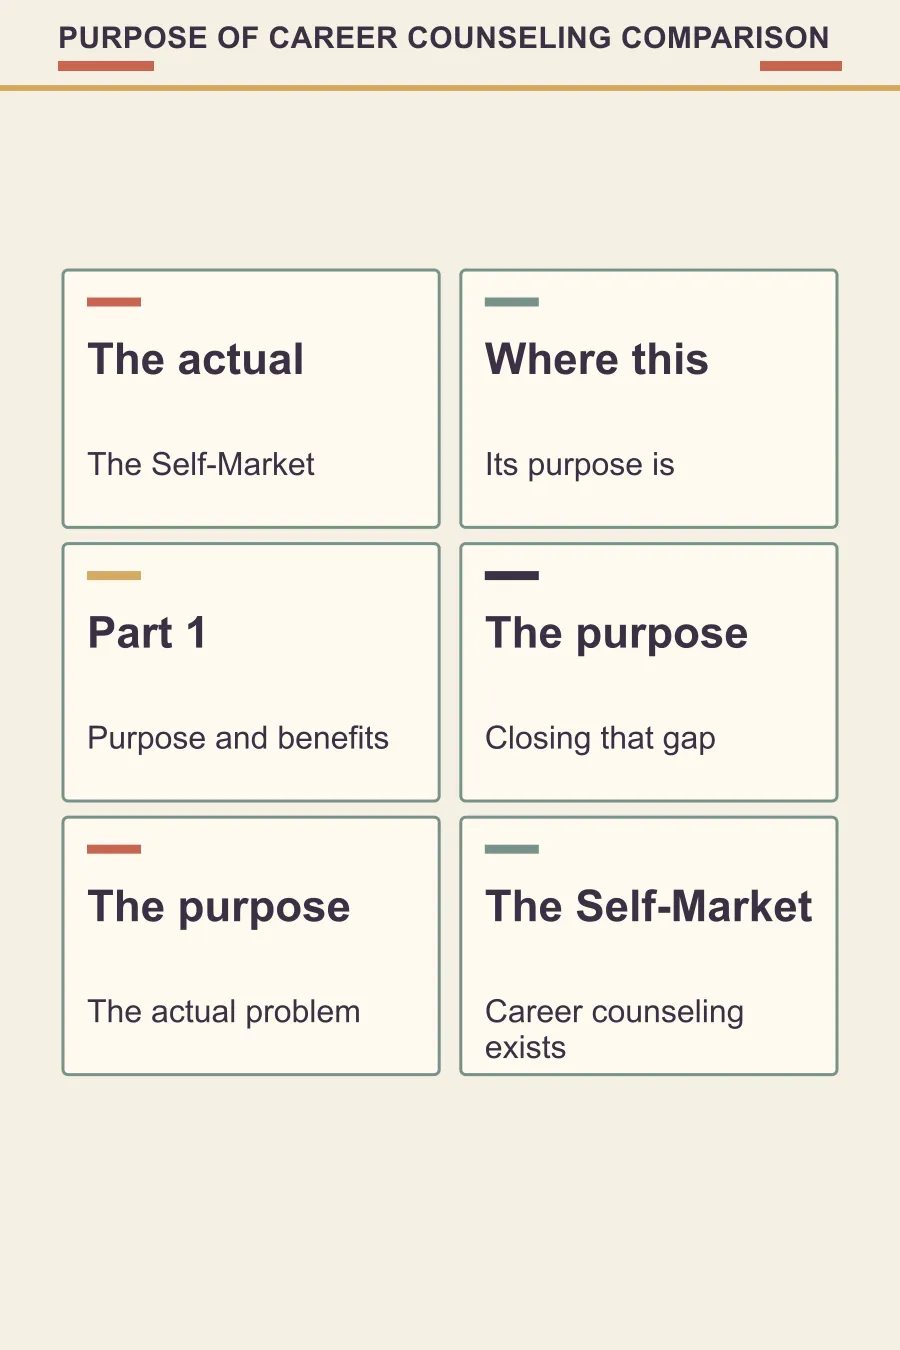 PURPOSE OF CAREER COUNSELING COMPARISON
The actual
The Self-Market
Where this
Its purpose is
Part 1
Purpose and benefits
The purpose
Closing that gap
The purpose
The actual problem
The Self-Market
Career counseling
exists